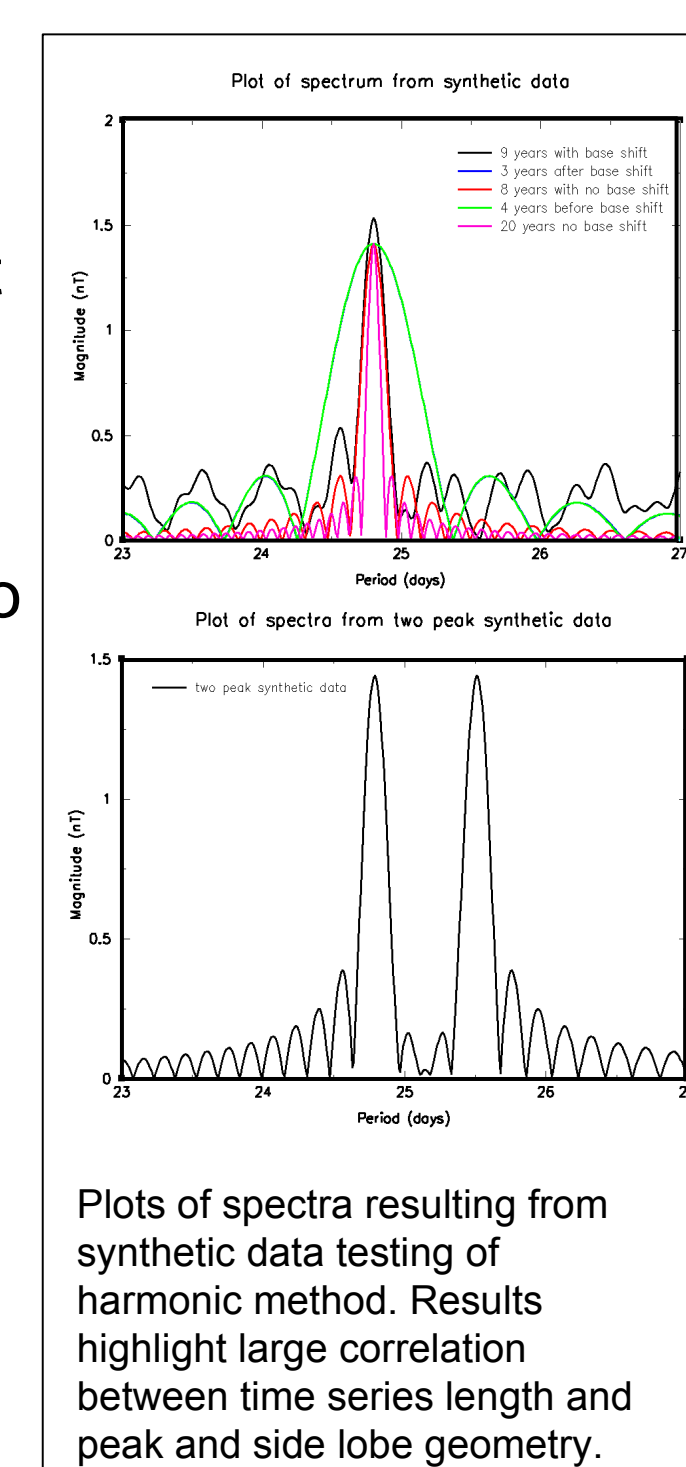 Plot of spectrum from synthetic data
2
1.5
1
0.5
0
Magnitude (nT)
9 years with base shift
3 years after base shift
8 years with no base shift
4 years before base shift
20 years no base shift
23 24 25 26 27
Period (days)
Plot of spectra from two peak synthetic data
1.5
1
0.5
0
Magnitude (nT)
two peak synthetic data
23 24 25 26 2
Period (days)
Plots of spectra resulting from
synthetic data testing of
harmonic method. Results
highlight large correlation
between time series length and
peak and side lobe geometry.